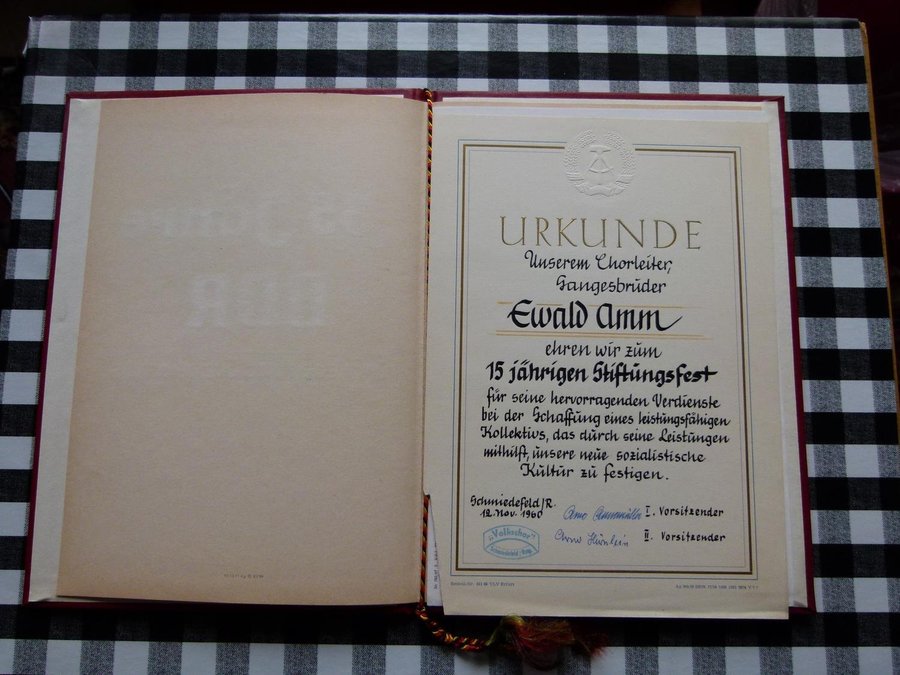 URKUNDE
Unserem Chorleiter,
Sangesbrüder
Ewald Amm
ehren wir zum
15 jährigen Stiftungsfest
für seine hervorragenden Verdienste
bei der Schaffung eines leistungsfähigen
Kollektivs, das durch seine Leistungen
mithilft, unsere neue sozialistische
Kultur zu festigen.
Schmiedefeld/R.
12. Nov. 1960
I. Vorsitzender
II. Vorsitzender
"Volkschor"